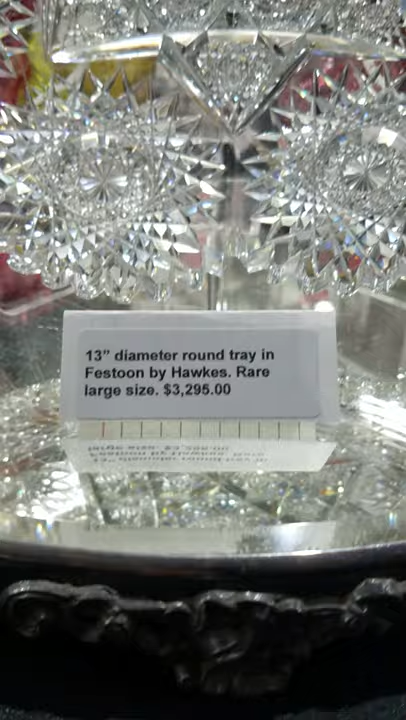 13” diameter round tray in
Festoon by Hawkes. Rare
large size. $3,295.00